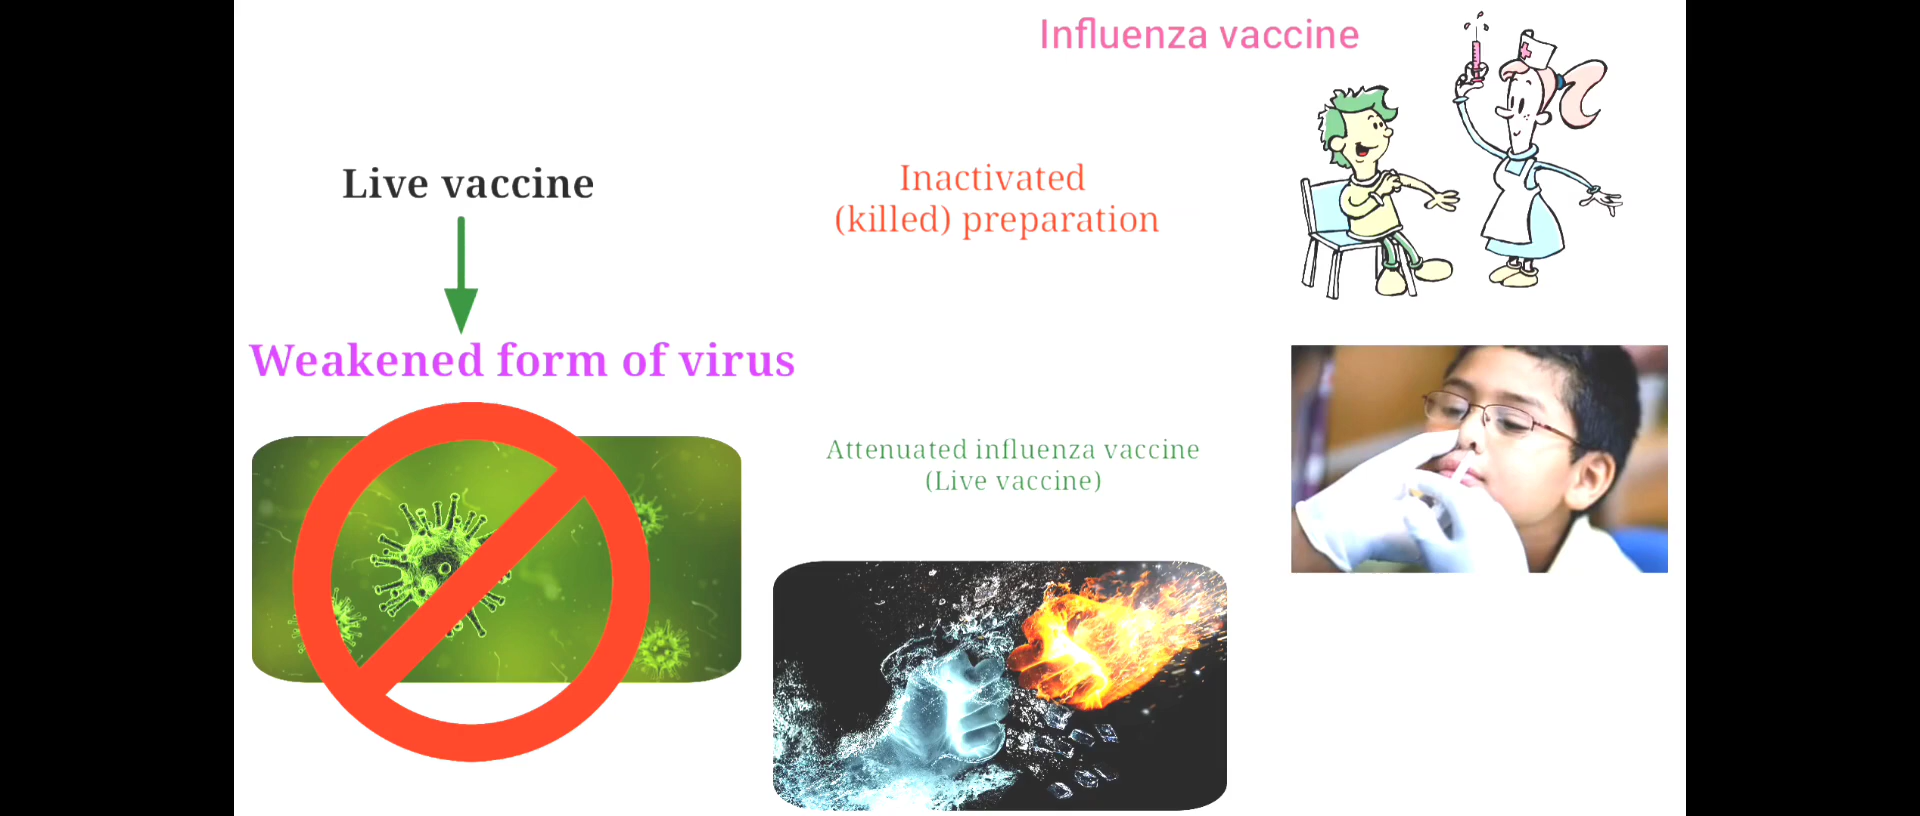 Influenza vaccine
Live vaccine
Inactivated
(killed) preparation
Weakened form of virus
Attenuated influenza vaccine
(Live vaccine)